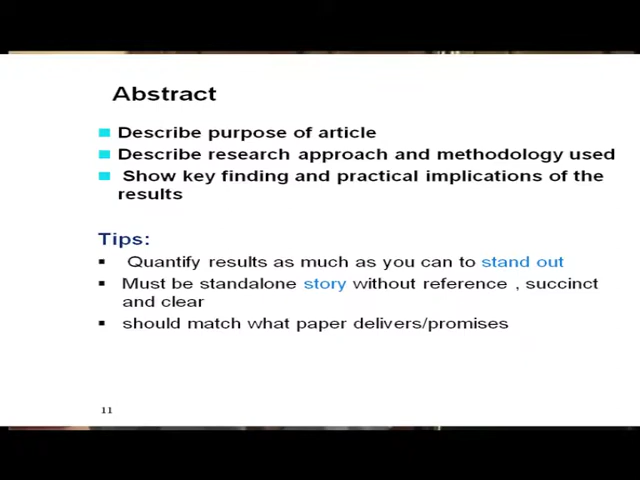 Abstract
Describe purpose of article
Describe research approach and methodology used
Show key finding and practical implications of the
results
Tips:
Quantify results as much as you can to stand out
Must be standalone story without reference , succinct
and clear
should match what paper delivers/promises
11